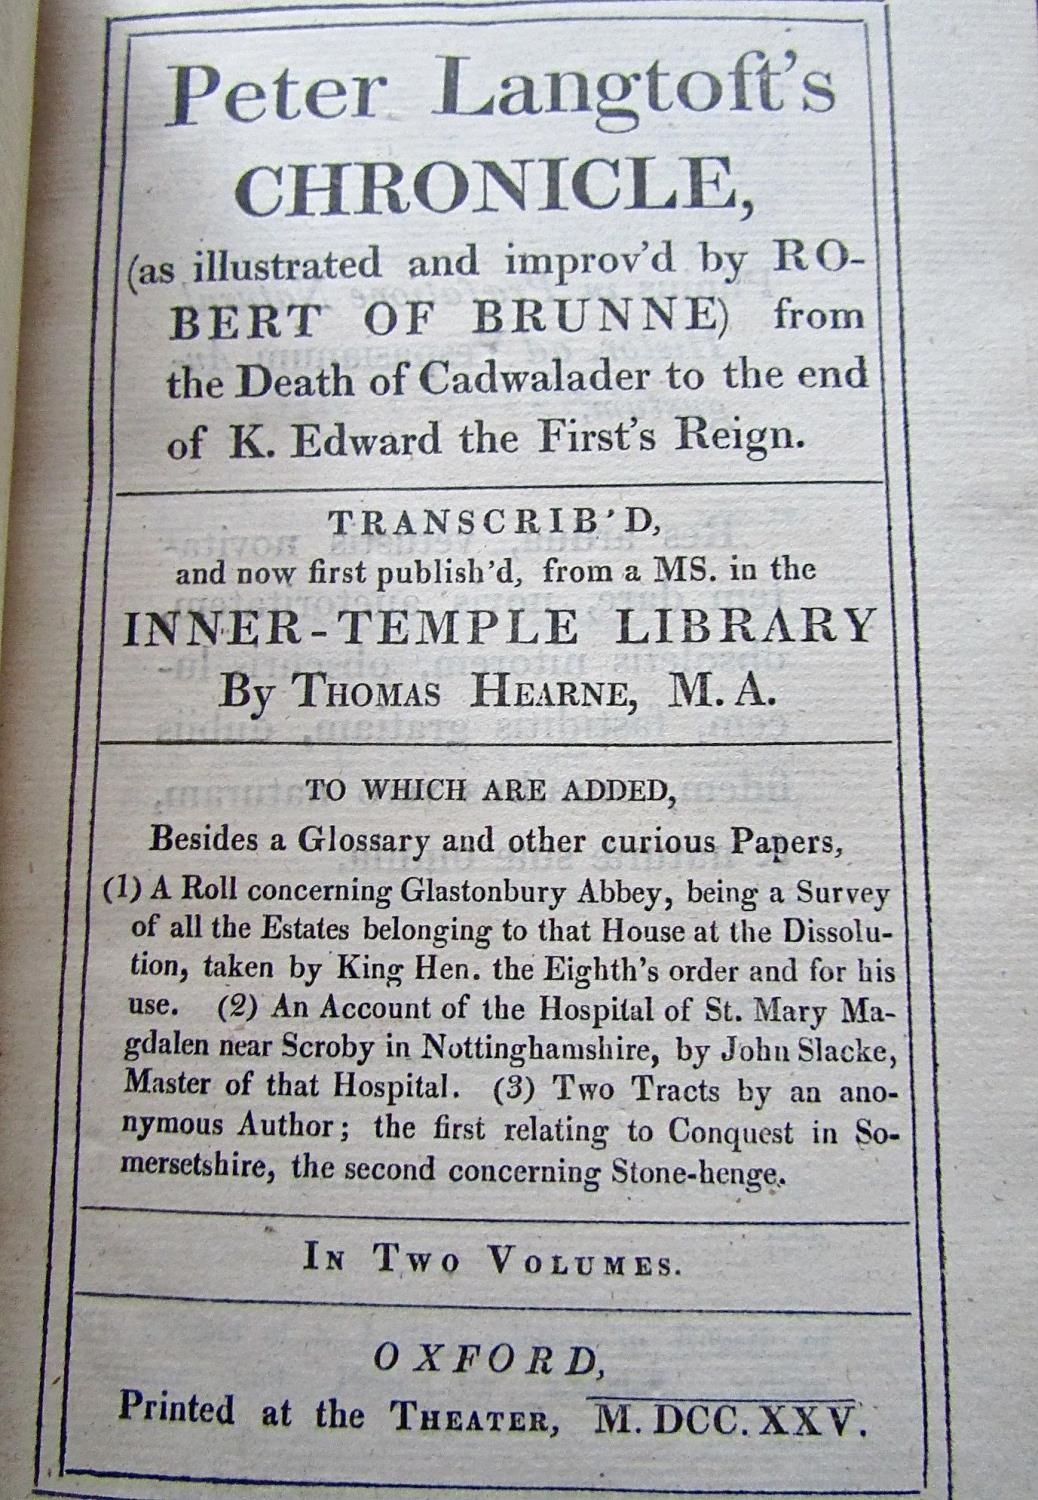 Peter Langtoft's
CHRONICLE,
(as illustrated and improv'd by RO-
BERT OF BRUNNE) from
the Death of Cadwalader to the end
of K. Edward the First's Reign.
TRANSCRIB'D,
and now first publish'd, from a MS. in the
INNER-TEMPLE LIBRARY
By THOMAS HEARNE, M. A.
TO WHICH ARE ADDED,
Besides a Glossary and other curious Papers,
(1) A Roll concerning Glastonbury Abbey, being a Survey
of all the Estates belonging to that House at the Dissolu-
tion, taken by King Hen. the Eighth's order and for his
use. (2) An Account of the Hospital of St. Mary Ma-
gdalen near Scroby in Nottinghamshire, by John Slacke,
Master of that Hospital. (3) Two Tracts by an ano-
nymous Author; the first relating to Conquest in So-
mersetshire, the second concerning Stone-henge.
IN TWO VOLUMES.
OXFORD,
Printed at the THEATER, M. DCC. XXV.